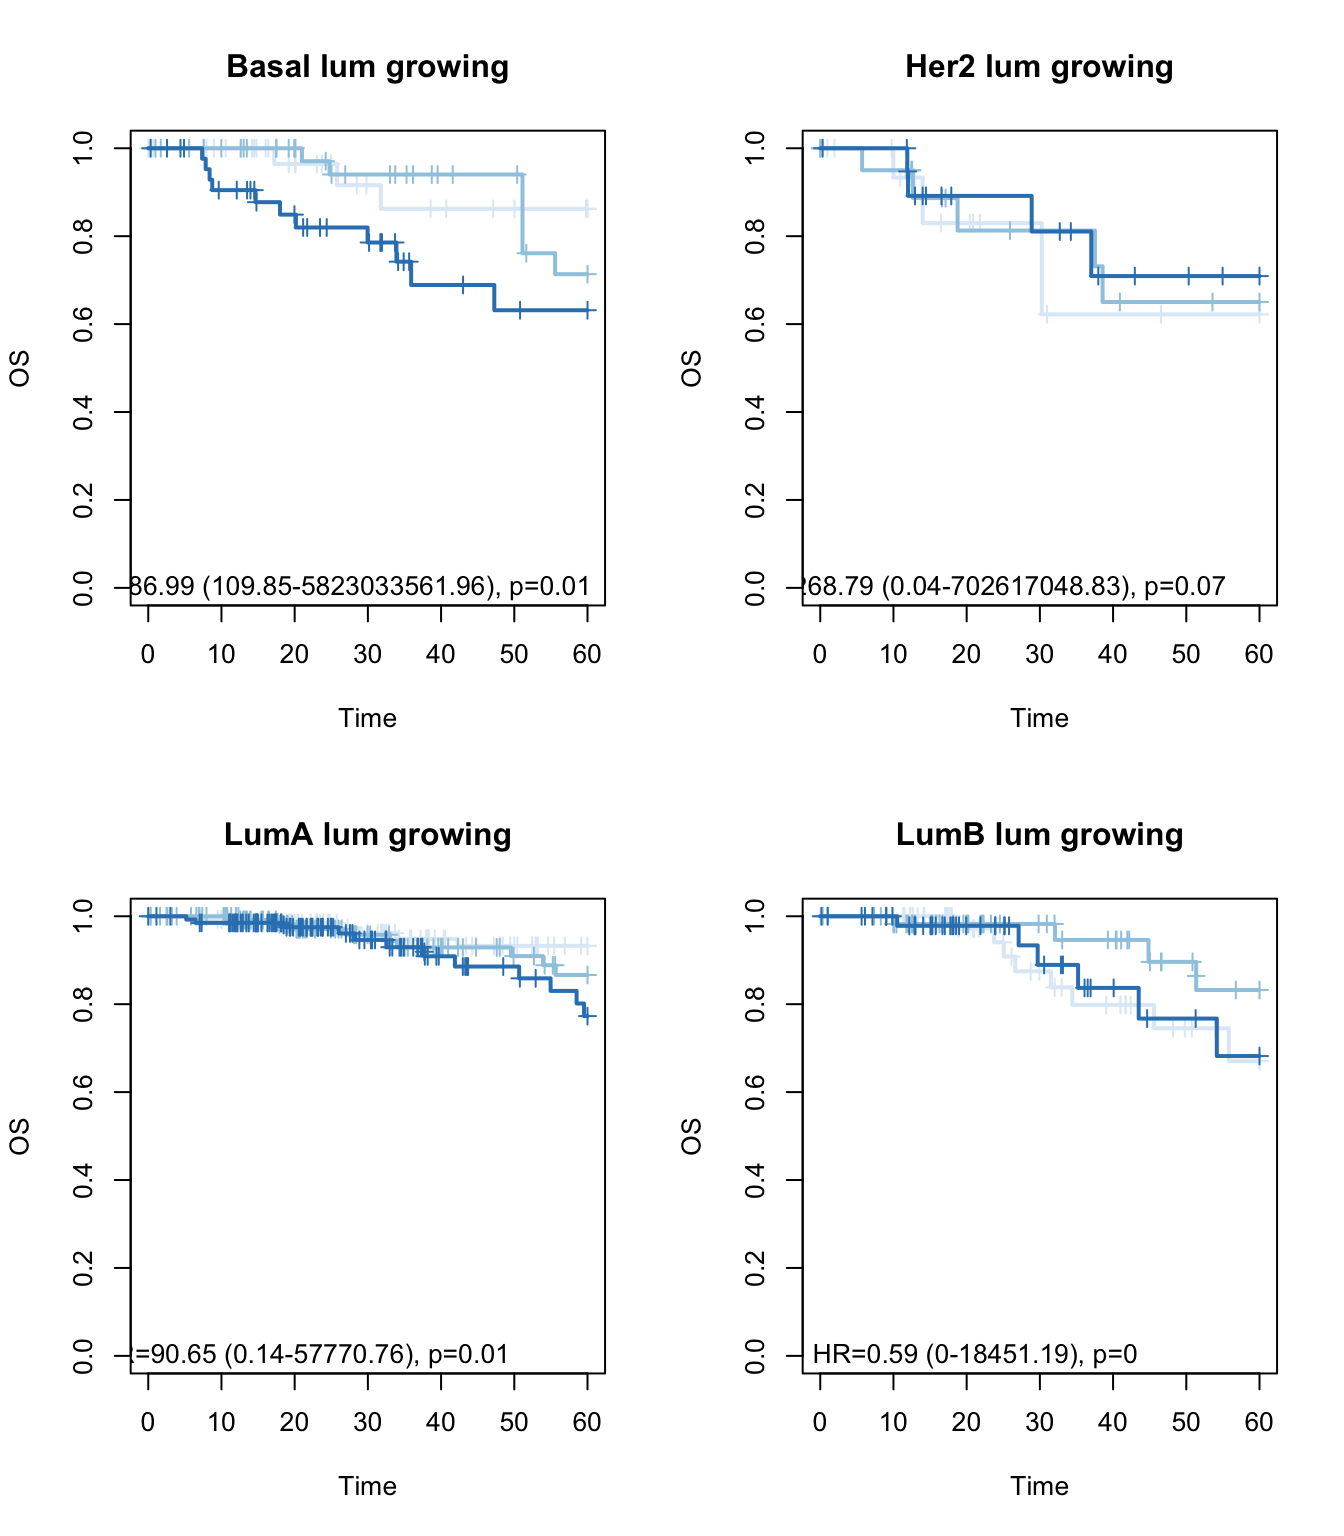 Basal lum growing
OS
1.0
0.8
0.6
0.4
0.2
0.0
86.99 (109.85-5823033561.96), p=0.01
0 10 20 30 40 50 60
Time
Her2 lum growing
OS
1.0
0.8
0.6
0.4
0.2
0.0
268.79 (0.04-702617048.83), p=0.07
0 10 20 30 40 50 60
Time
LumA lum growing
OS
1.0
0.8
0.6
0.4
0.2
0.0
=90.65 (0.14-57770.76), p=0.01
0 10 20 30 40 50 60
Time
LumB lum growing
OS
1.0
0.8
0.6
0.4
0.2
0.0
HR=0.59 (0-18451.19), p=0
0 10 20 30 40 50 60
Time